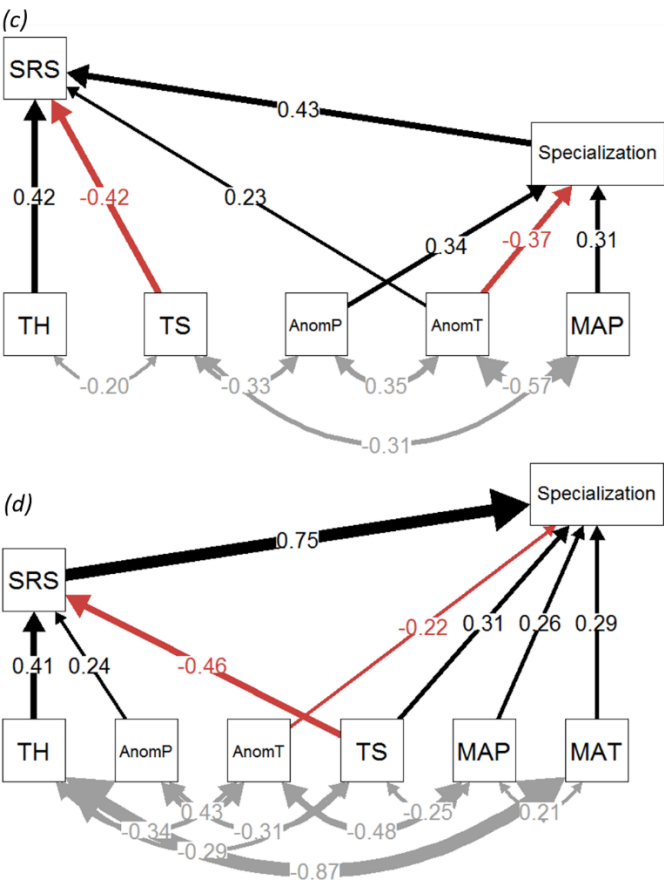 (c)
SRS
0.43
Specialization
0.42
-0.42
0.23
0.34
-0.37
0.31
TH
TS
AnomP
AnomT
MAP
-0.20
-0.33
0.35
-0.57
-0.31
(d)
Specialization
0.75
SRS
-0.22
0.31
0.26
0.29
0.41
0.24
-0.46
TH
AnomP
AnomT
TS
MAP
MAT
-0.34
0.43
-0.31
-0.48
-0.25
0.21
-0.29
-0.87